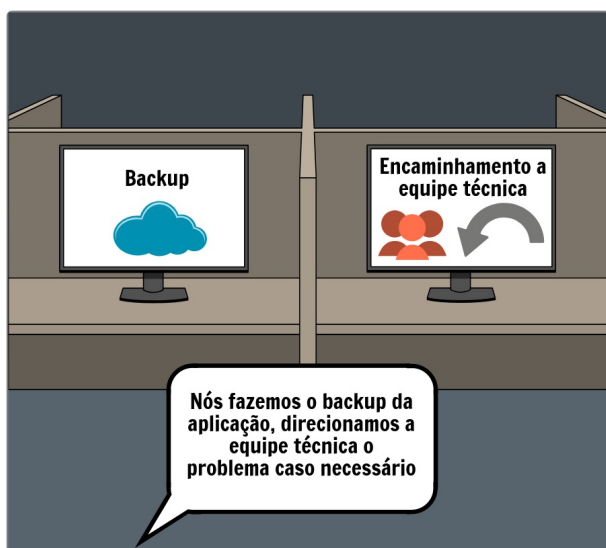 Backup
Encaminhamento a
equipe técnica
Nós fazemos o backup da
aplicação, direcionamos a
equipe técnica o
problema caso necessário